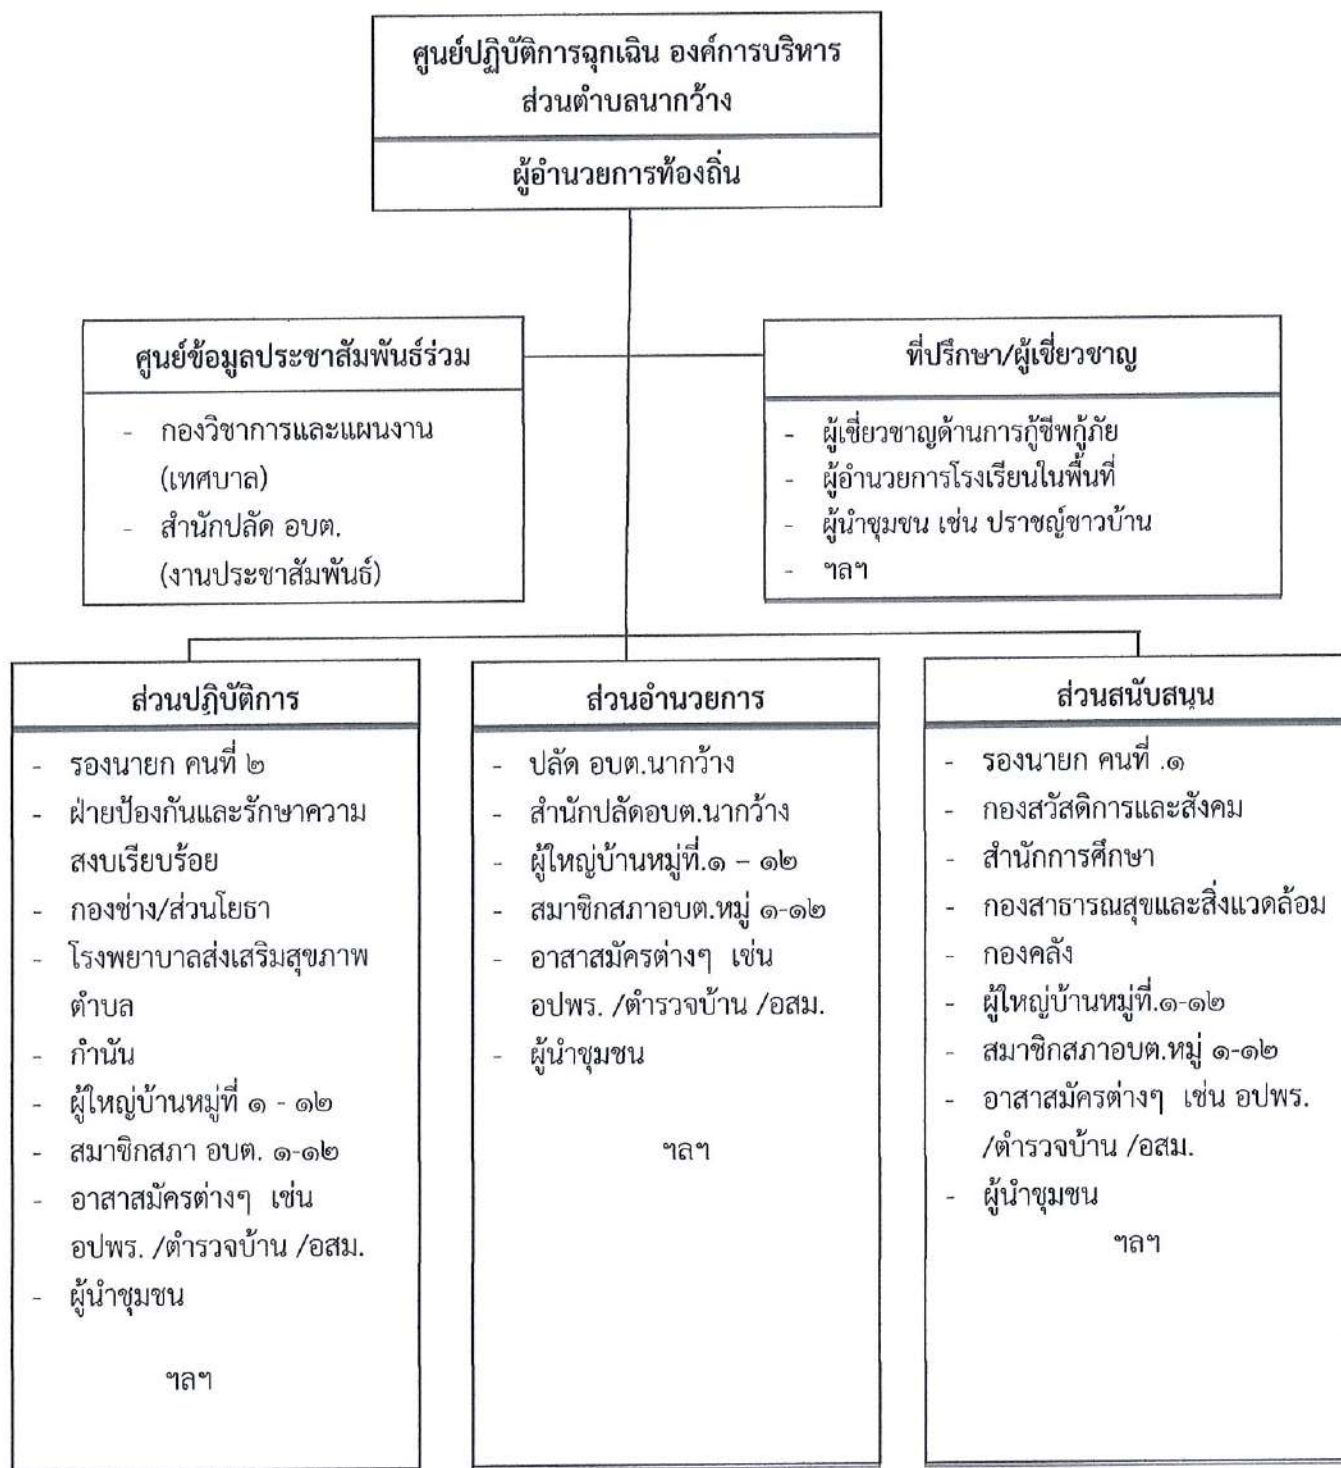 ศูนย์ปฏิบัติการฉุกเฉิน องค์การบริหาร
ส่วนตำบลนากว้าง
ผู้อำนวยการท้องถิ่น
ศูนย์ข้อมูลประชาสัมพันธ์ร่วม
- กองวิชาการและแผนงาน
(เทศบาล)
- สำนักปลัด อบต.
(งานประชาสัมพันธ์)
ที่ปรึกษา/ผู้เชี่ยวชาญ
- ผู้เชี่ยวชาญด้านการกู้ชีพกู้ภัย
- ผู้อำนวยการโรงเรียนในพื้นที่
- ผู้นำชุมชน เช่น ปราชญ์ชาวบ้าน
- ฯลฯ
ส่วนปฏิบัติการ
- รองนายก คนที่ ๒
- ฝ่ายป้องกันและรักษาความ
สงบเรียบร้อย
- กองช่าง/ส่วนโยธา
- โรงพยาบาลส่งเสริมสุขภาพ
ตำบล
- กำนัน
- ผู้ใหญ่บ้านหมู่ที่ ๑ - ๑๒
- สมาชิกสภา อบต. ๑-๑๒
- อาสาสมัครต่างๆ เช่น
อปพร. /ตำรวจบ้าน /อสม.
- ผู้นำชุมชน
ฯลฯ
ส่วนอำนวยการ
- ปลัด อบต.นากว้าง
- สำนักปลัดอบต.นากว้าง
- ผู้ใหญ่บ้านหมู่ที่.๑ – ๑๒
- สมาชิกสภาอบต.หมู่ ๑-๑๒
- อาสาสมัครต่างๆ เช่น
อปพร. /ตำรวจบ้าน /อสม.
- ผู้นำชุมชน
ฯลฯ
ส่วนสนับสนุน
- รองนายก คนที่ .๑
- กองสวัสดิการและสังคม
- สำนักการศึกษา
- กองสาธารณสุขและสิ่งแวดล้อม
- กองคลัง
- ผู้ใหญ่บ้านหมู่ที่.๑-๑๒
- สมาชิกสภาอบต.หมู่ ๑-๑๒
- อาสาสมัครต่างๆ เช่น อปพร.
/ตำรวจบ้าน /อสม.
- ผู้นำชุมชน
ฯลฯ